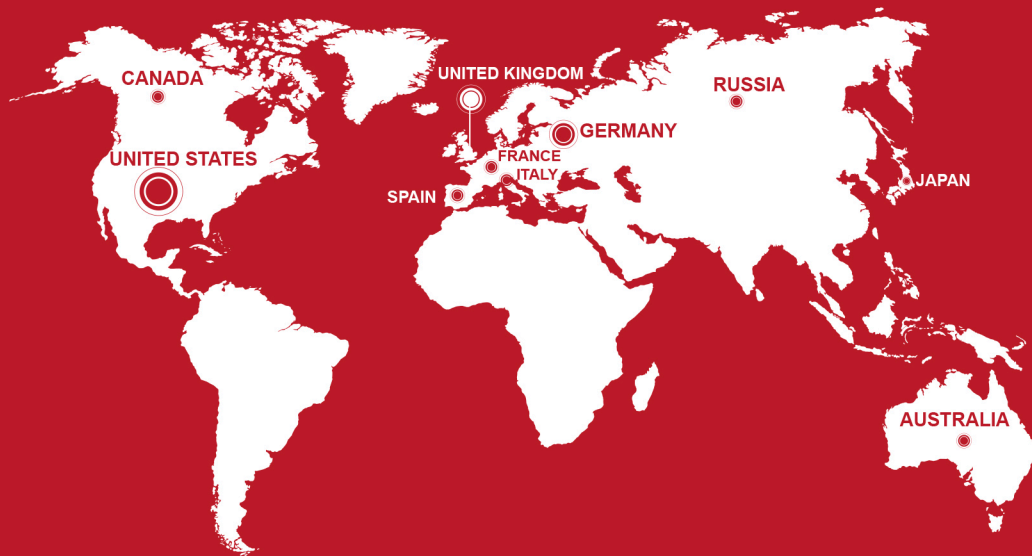 CANADA
UNITED KINGDOM
RUSSIA
GERMANY
UNITED STATES
FRANCE
ITALY
JAPAN
SPAIN
AUSTRALIA